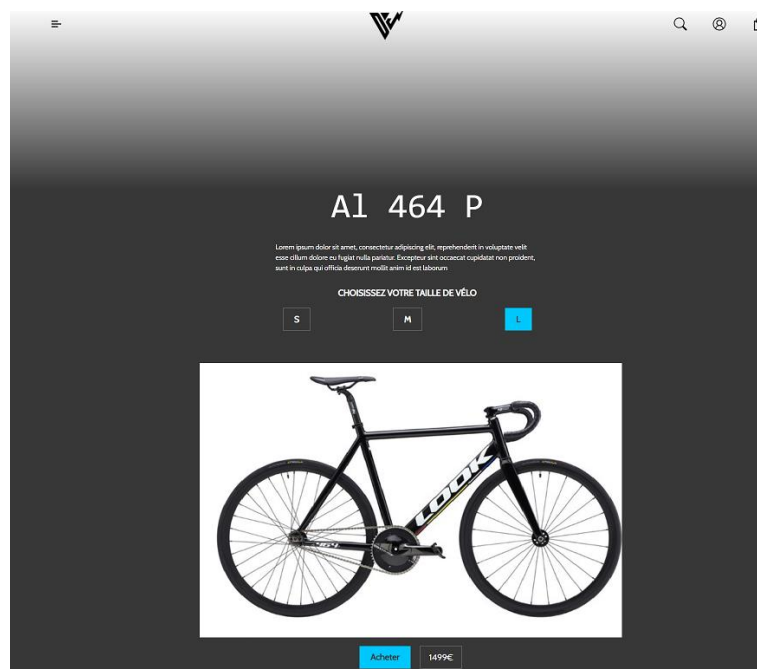 Al 464 P
Lorem ipsum dolor sit amet, consectetur adipiscing elit, reprehenderit in voluptate velit
esse cillum dolore eu fugiat nulla pariatur. Excepteur sint occaecat cupidatat non proident,
sunt in culpa qui officia deserunt mollit anim id est laborum
CHOISISSEZ VOTRE TAILLE DE VÉLO
S M L
LOOK
464
Acheter 1499€